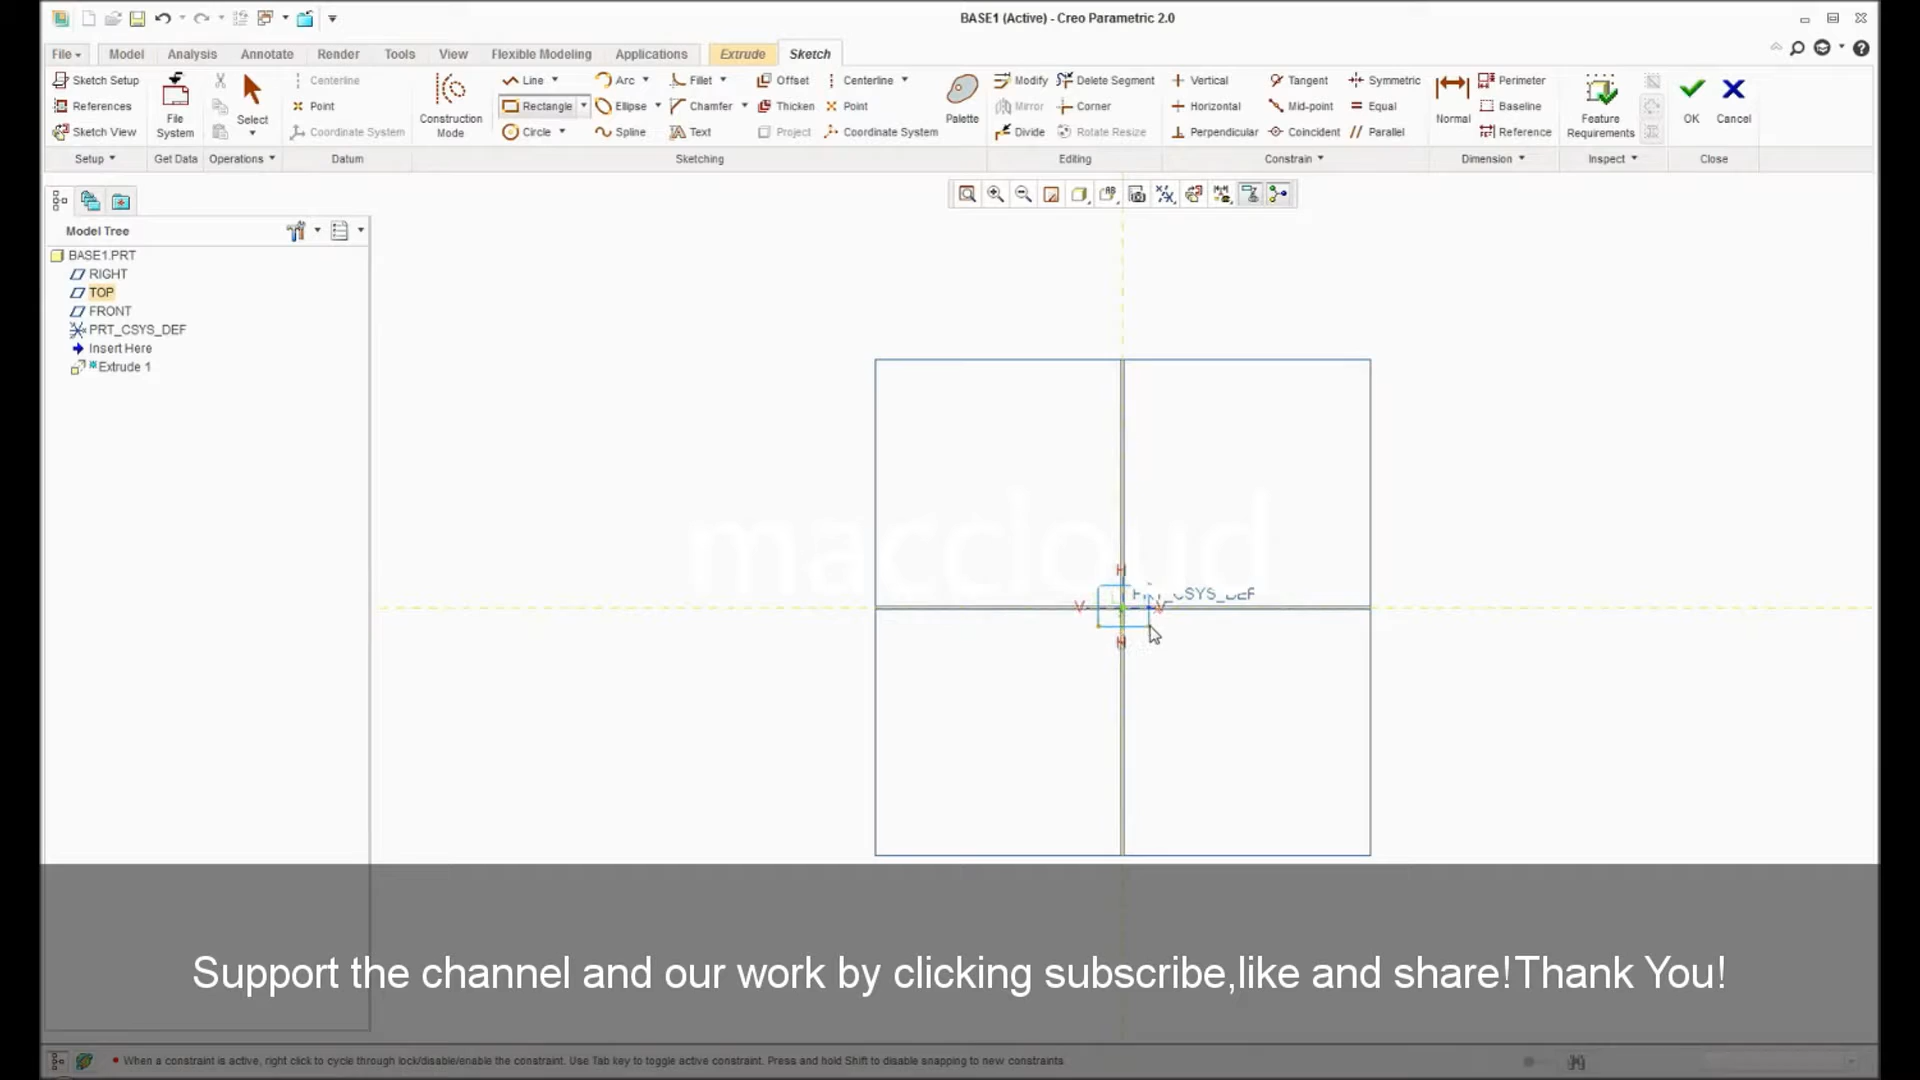 BASE1 (Active) - Creo Parametric 2.0
File Model Analysis Annotate Render Tools View Flexible Modeling Applications Extrude Sketch
Sketch Setup Centerline Line Arc Fillet Offset Centerline Modify Delete Segment Vertical Tangent Symmetric Perimeter
References Point Rectangle Ellipse Chamfer Thicken Point Mirror Corner Horizontal Mid-point Equal Baseline
Sketch View Coordinate System Circle Spline Text Project Coordinate System Divide Rotate Resize Perpendicular Coincident Parallel Reference
File System Select Construction Mode Palette Normal Feature Requirements OK Cancel
Setup Get Data Operations Datum Sketching Editing Constrain Dimension Inspect Close
Model Tree
BASE1.PRT
RIGHT
TOP
FRONT
PRT_CSYS_DEF
Insert Here
Extrude 1
maccloud
H
PRT_CSYS_DEF
V V
H
Support the channel and our work by clicking subscribe,like and share!Thank You!
When a constraint is active, right click to cycle through lock/disable/enable the constraint. Use Tab key to toggle active constraint. Press and hold Shift to disable snapping to new constraints.